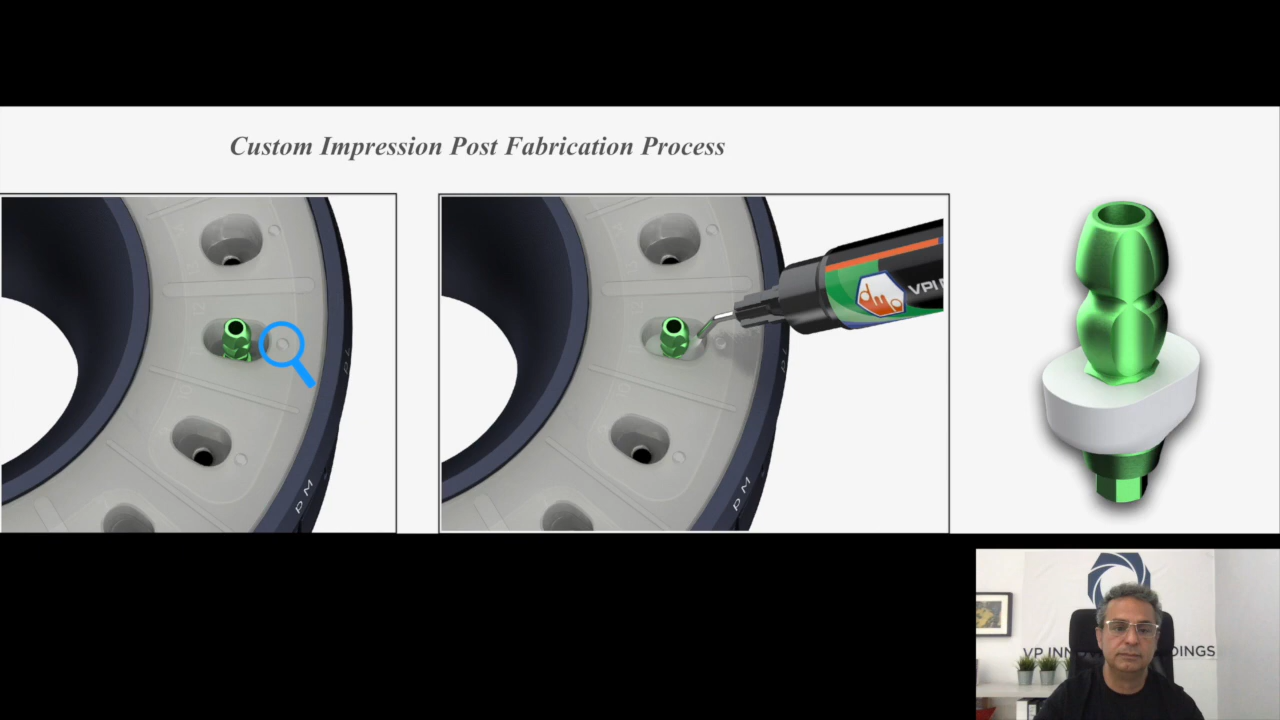 Custom Impression Post Fabrication Process
PM
VPI
PM
VP INN
DINGS